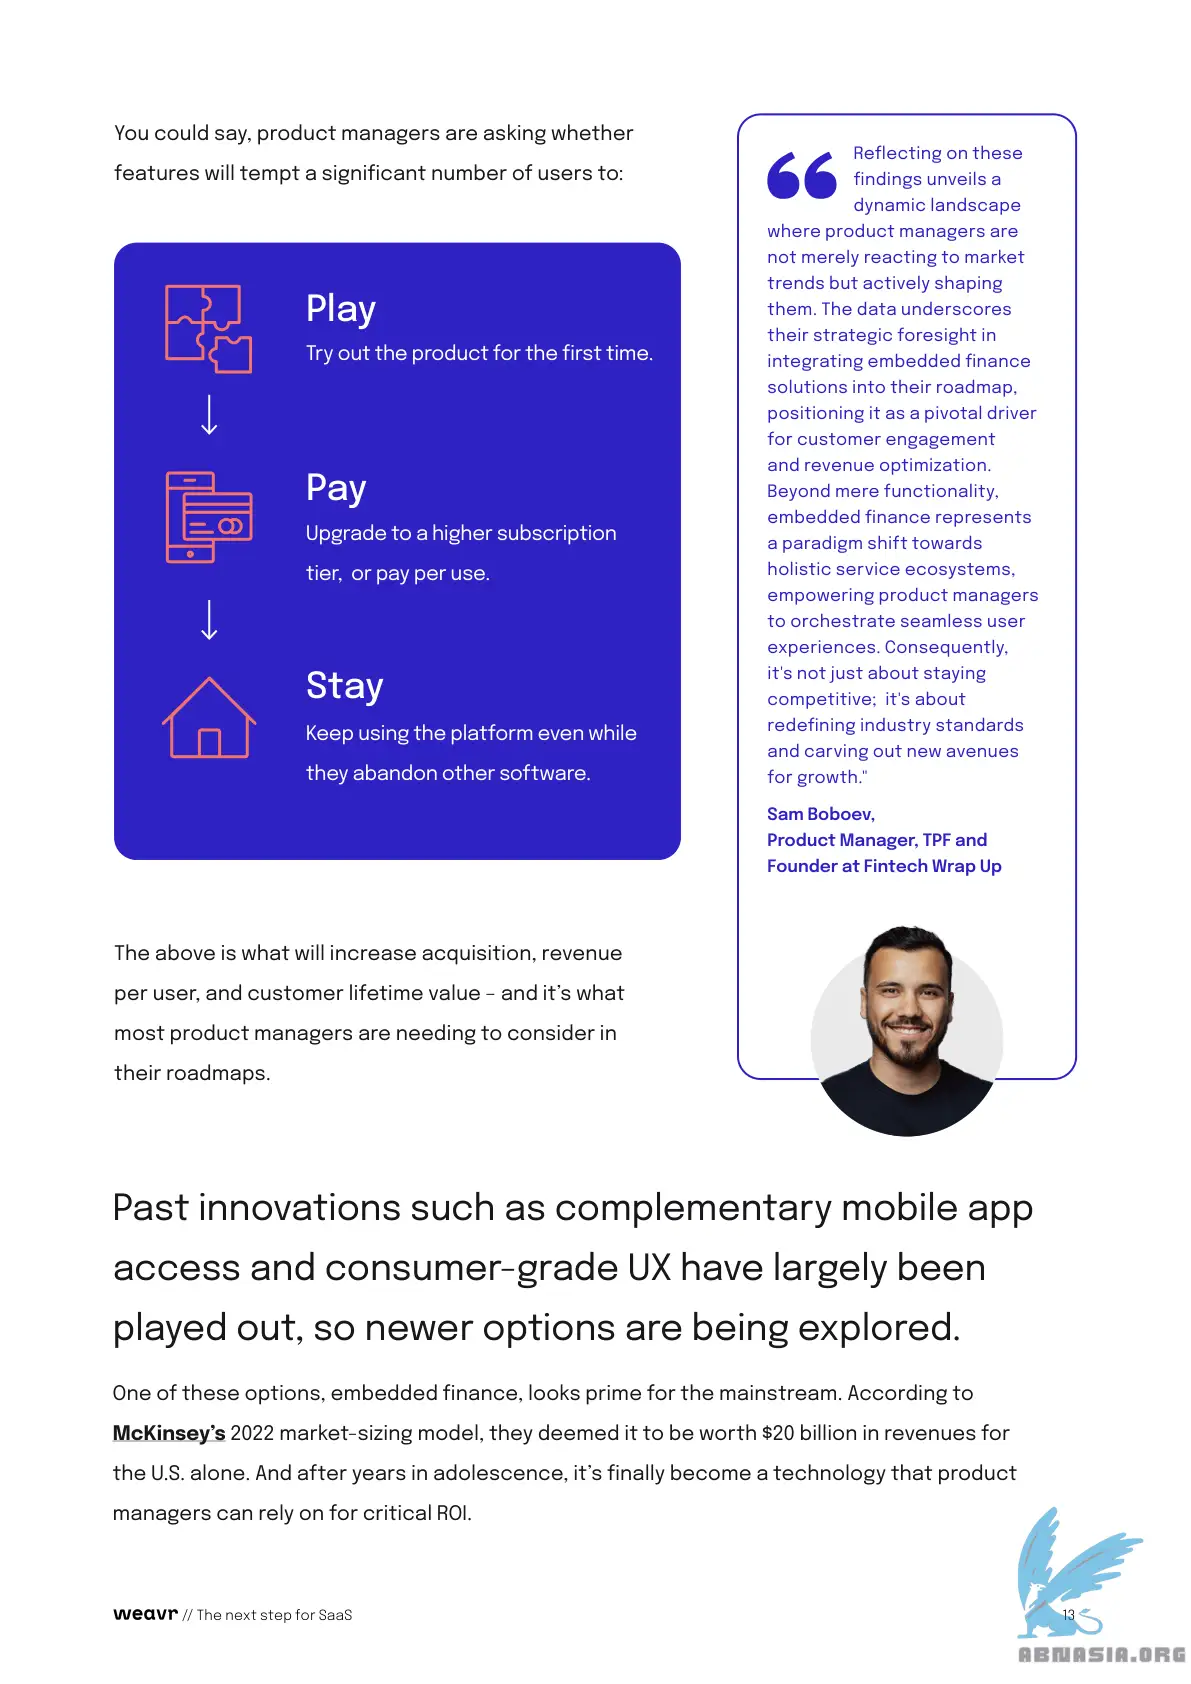 You could say, product managers are asking whether
features will tempt a significant number of users to:
Play
Try out the product for the first time.
Pay
Upgrade to a higher subscription
tier,  or pay per use.
Stay
Keep using the platform even while
they abandon other software.
The above is what will increase acquisition, revenue
per user, and customer lifetime value – and it’s what
most product managers are needing to consider in
their roadmaps.
Reflecting on these
findings unveils a
dynamic landscape
where product managers are
not merely reacting to market
trends but actively shaping
them. The data underscores
their strategic foresight in
integrating embedded finance
solutions into their roadmap,
positioning it as a pivotal driver
for customer engagement
and revenue optimization.
Beyond mere functionality,
embedded finance represents
a paradigm shift towards
holistic service ecosystems,
empowering product managers
to orchestrate seamless user
experiences. Consequently,
it's not just about staying
competitive;  it's about
redefining industry standards
and carving out new avenues
for growth."
Sam Boboev,
Product Manager, TPF and
Founder at Fintech Wrap Up
Past innovations such as complementary mobile app
access and consumer-grade UX have largely been
played out, so newer options are being explored.
One of these options, embedded finance, looks prime for the mainstream. According to
McKinsey’s 2022 market-sizing model, they deemed it to be worth $20 billion in revenues for
the U.S. alone. And after years in adolescence, it’s finally become a technology that product
managers can rely on for critical ROI.
weavr // The next step for SaaS
13
ABNASIA.ORG